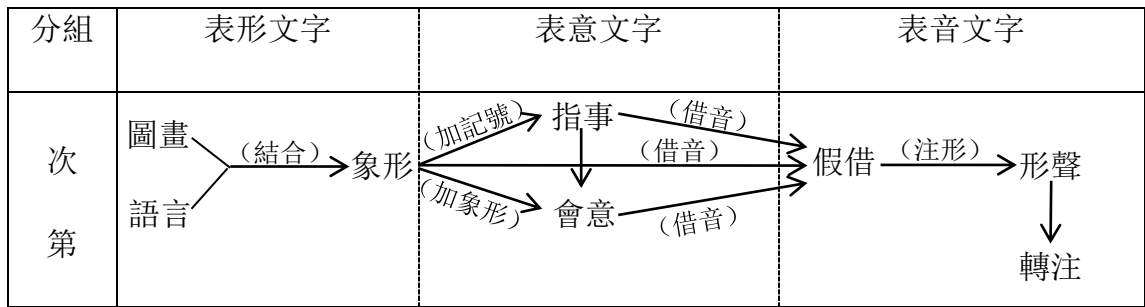 分組 表形文字 表意文字 表音文字
次第
圖畫
語言
（結合）
象形
（加記號）
（加象形）
指事
會意
（借音）
（借音）
（借音）
假借
（注形）
形聲
轉注